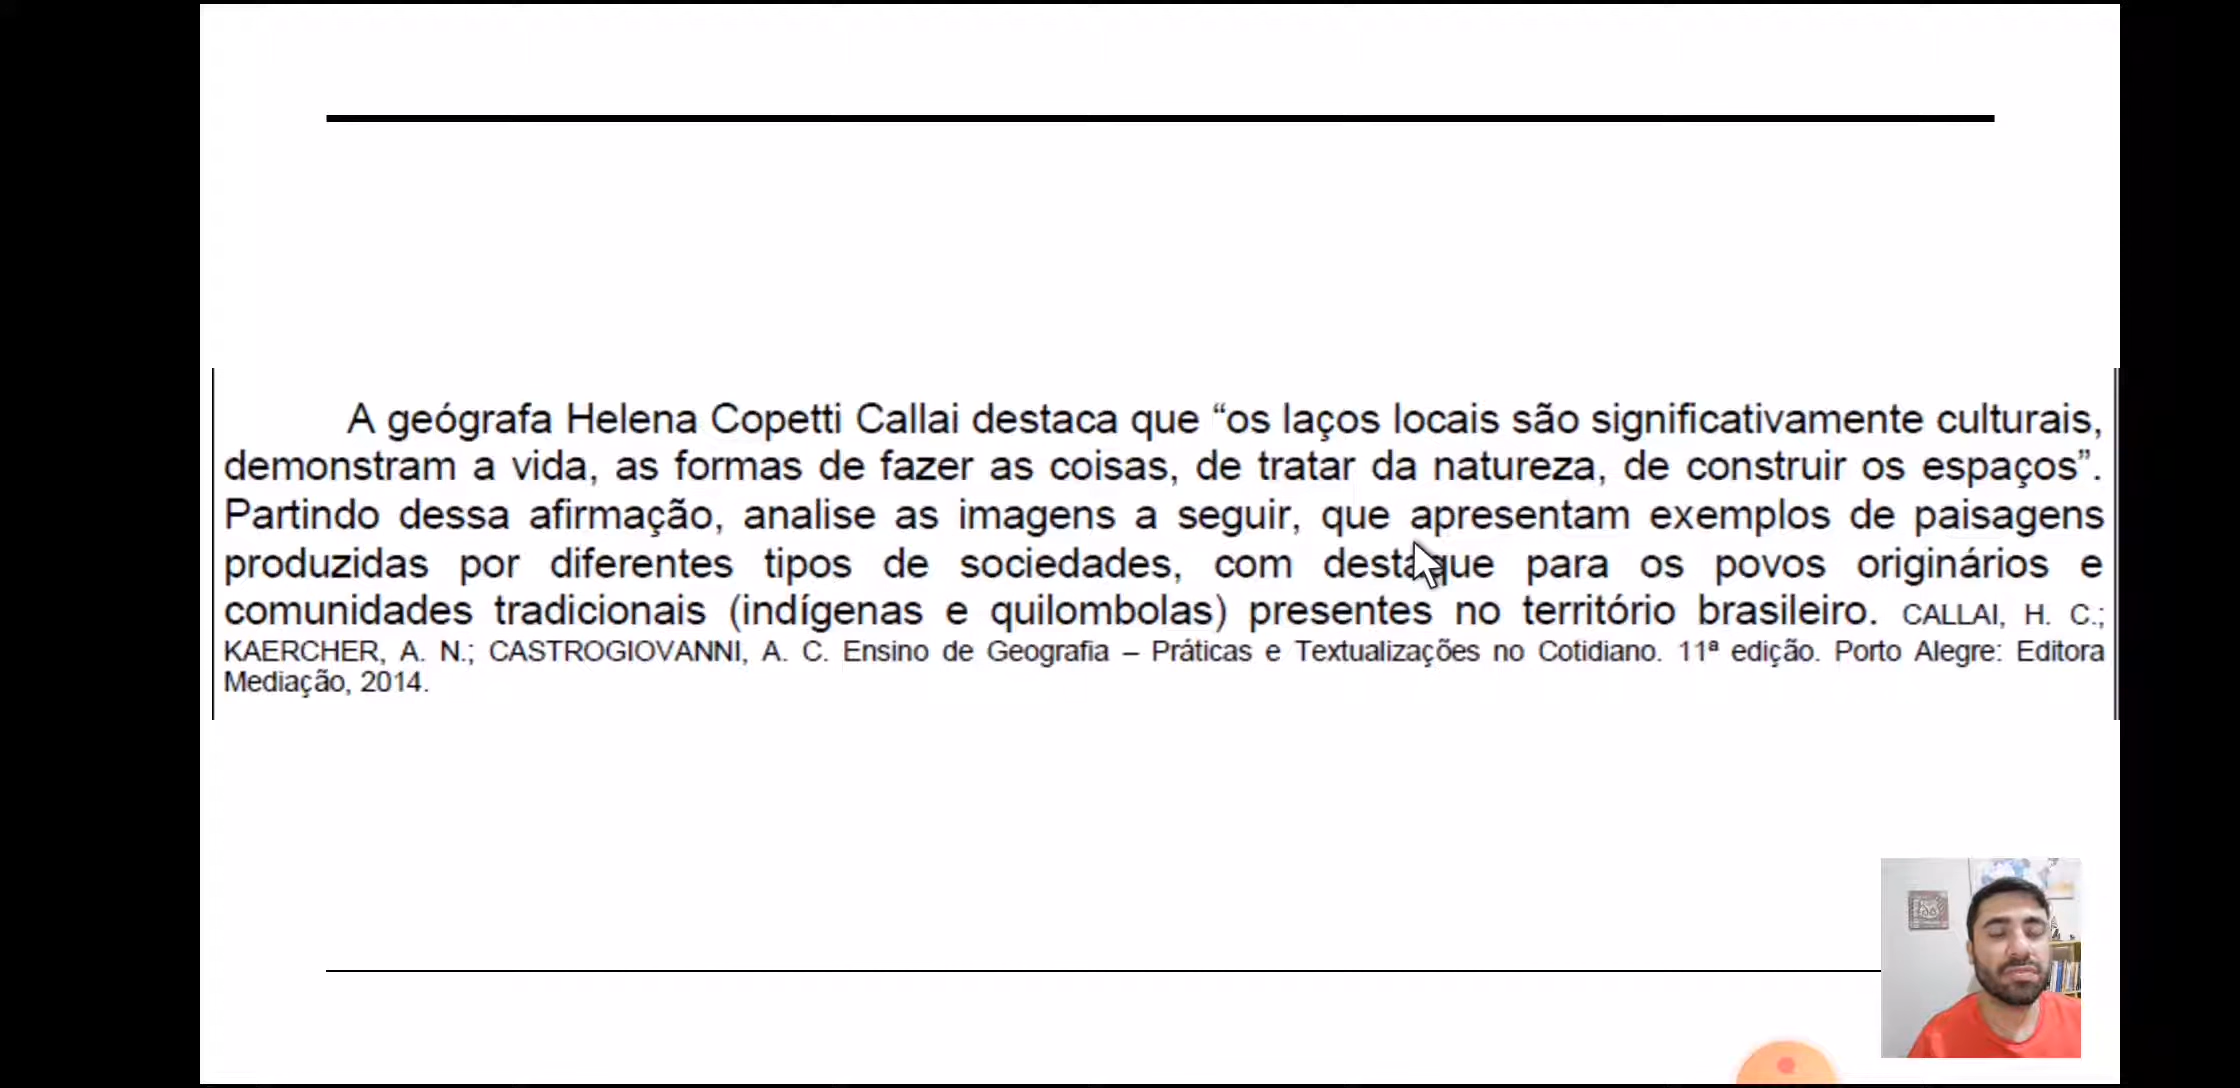 A geógrafa Helena Copetti Callai destaca que “os laços locais são significativamente culturais,
demonstram a vida, as formas de fazer as coisas, de tratar da natureza, de construir os espaços”.
Partindo dessa afirmação, analise as imagens a seguir, que apresentam exemplos de paisagens
produzidas por diferentes tipos de sociedades, com destaque para os povos originários e
comunidades tradicionais (indígenas e quilombolas) presentes no território brasileiro. CALLAI, H. C.;
KAERCHER, A. N.; CASTROGIOVANNI, A. C. Ensino de Geografia – Práticas e Textualizações no Cotidiano. 11ª edição. Porto Alegre: Editora
Mediação, 2014.